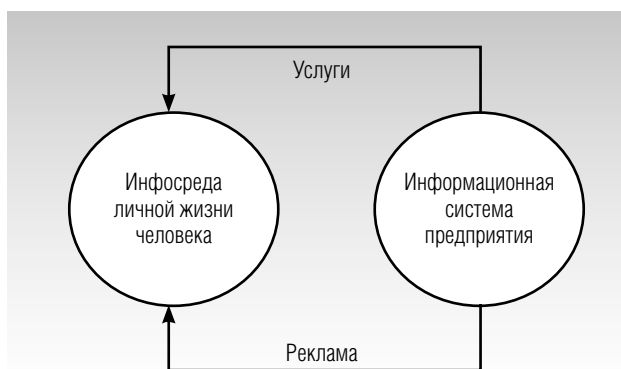 Услуги
Инфосреда
личной жизни
человека
Информационная
система
предприятия
Реклама